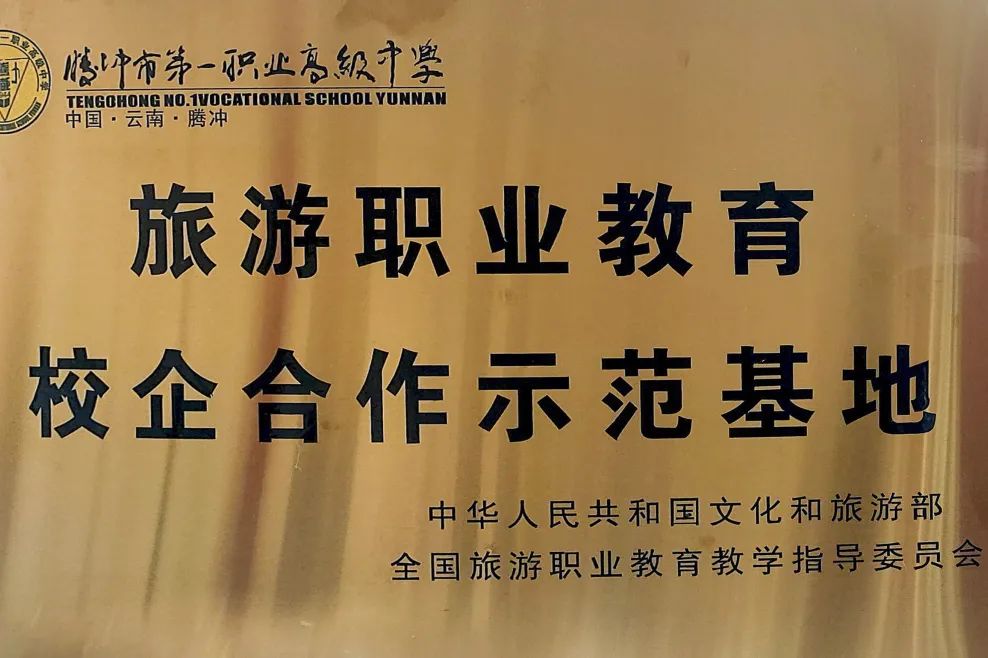 腾冲市第一职业高级中学
TENGOHONG NO.1VOCATIONAL SCHOOL YUNNAN
中国·云南·腾冲
旅游职业教育
校企合作示范基地
中华人民共和国文化和旅游部
全国旅游职业教育教学指导委员会